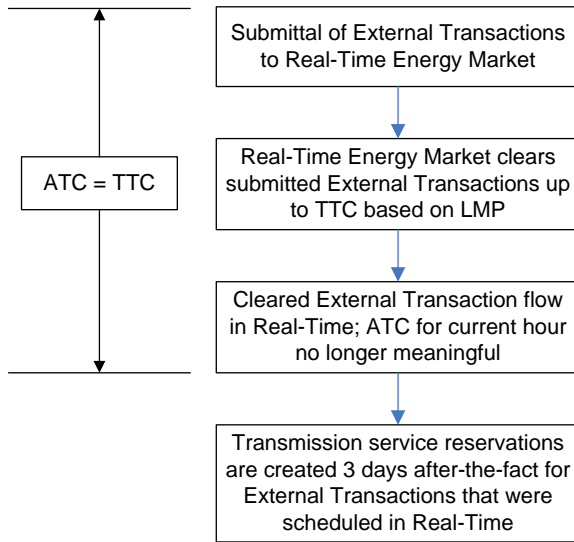 Submittal of External Transactions
to Real-Time Energy Market
ATC = TTC
Real-Time Energy Market clears
submitted External Transactions up
to TTC based on LMP
Cleared External Transaction flow
in Real-Time; ATC for current hour
no longer meaningful
Transmission service reservations
are created 3 days after-the-fact for
External Transactions that were
scheduled in Real-Time